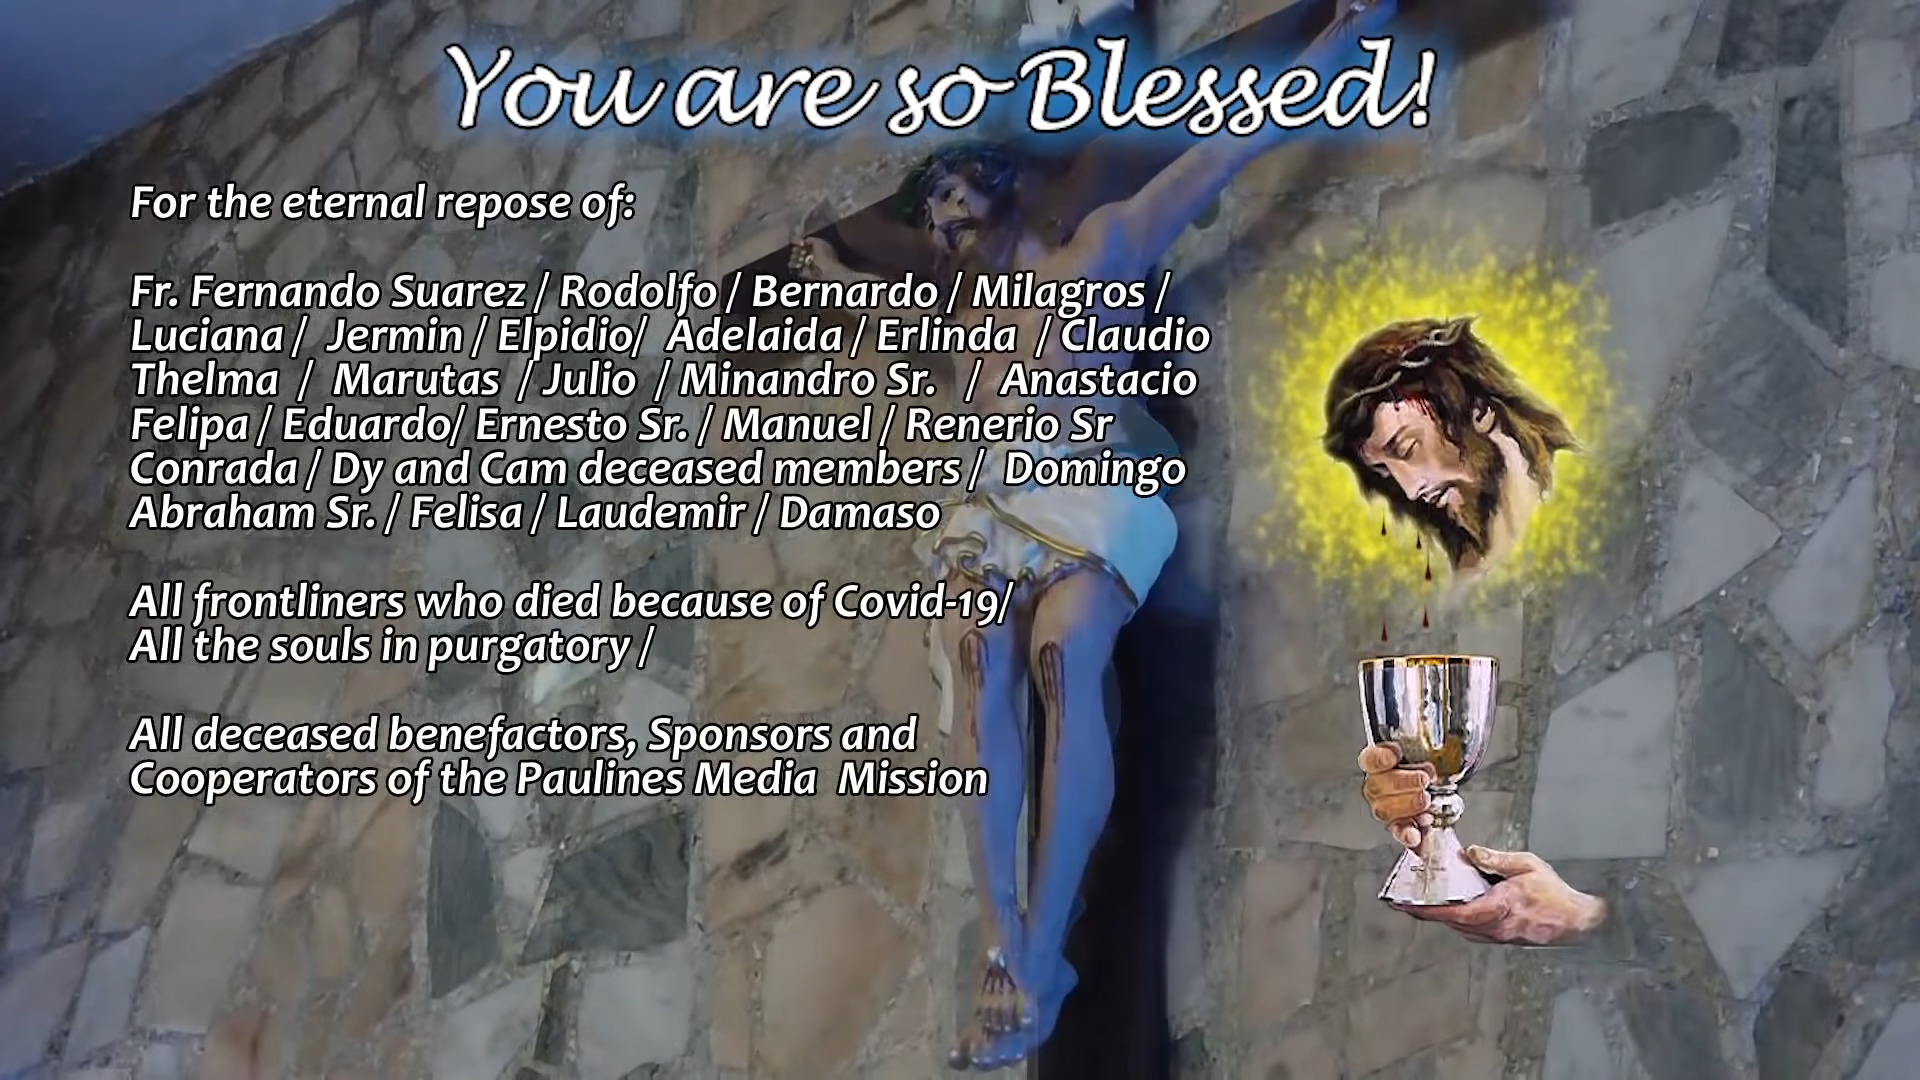 You are so Blessed!
For the eternal repose of:
Fr. Fernando Suarez / Rodolfo / Bernardo / Milagros /
Luciana / Jermin / Elpidio/ Adelaida / Erlinda / Claudio
Thelma / Marutas / Julio / Minandro Sr. / Anastacio
Felipa / Eduardo/ Ernesto Sr. / Manuel / Renerio Sr
Conrada / Dy and Cam deceased members / Domingo
Abraham Sr. / Felisa / Laudemir / Damaso
All frontliners who died because of Covid-19/
All the souls in purgatory /
All deceased benefactors, Sponsors and
Cooperators of the Paulines Media Mission